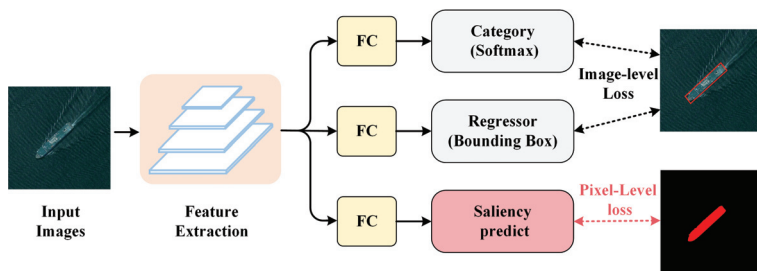 Input
Images
Feature
Extraction
FC
Category
(Softmax)
FC
Regressor
(Bounding Box)
FC
Saliency
predict
Image-level
Loss
Pixel-Level
loss